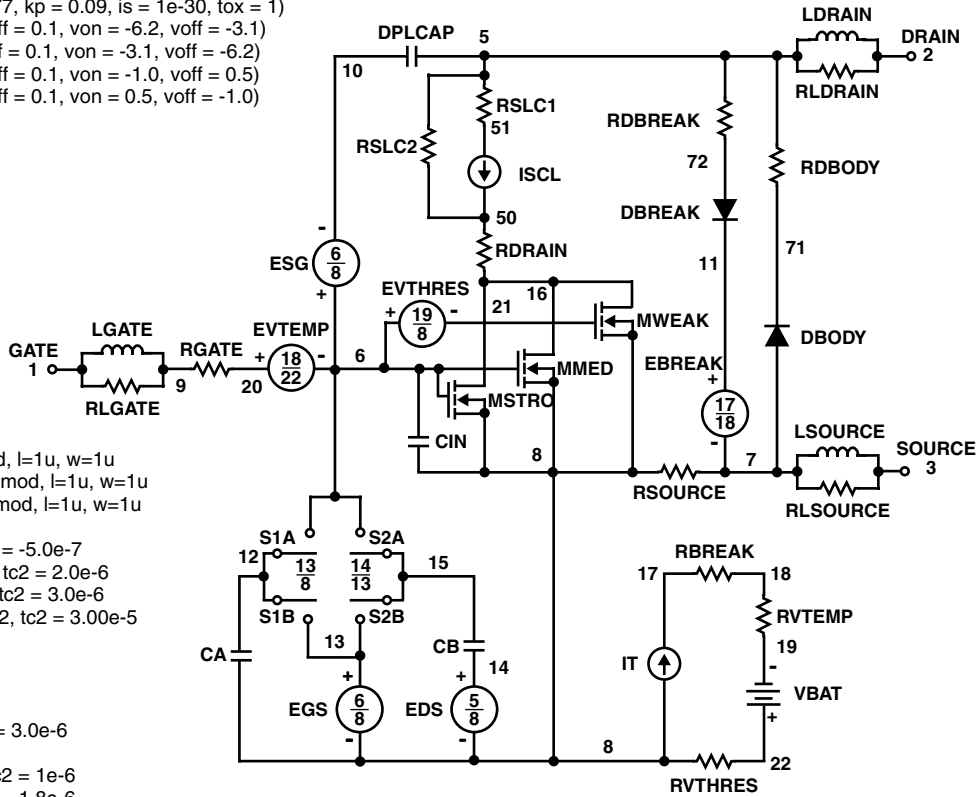 7, kp = 0.09, is = 1e-30, tox = 1)
ff = 0.1, von = -6.2, voff = -3.1)
f = 0.1, von = -3.1, voff = -6.2)
ff = 0.1, von = -1.0, voff = 0.5)
ff = 0.1, von = 0.5, voff = -1.0)
DPLCAP
5
10
LDRAIN
DRAIN
2
RLDRAIN
RSLC1
51
RSLC2
ISCL
50
RDRAIN
RDBREAK
72
DBREAK
11
RDBODY
71
DBODY
ESG
6
8
-
+
EVTHRES
+
19
8
-
16
21
MWEAK
MMED
MSTRO
EBREAK
+
17
18
-
GATE
1
LGATE
RLGATE
9
RGATE
20
EVTEMP
+
18
22
-
6
CIN
8
RSOURCE
7
LSOURCE
SOURCE
3
RLSOURCE
d, l=1u, w=1u
mod, l=1u, w=1u
mod, l=1u, w=1u
= -5.0e-7
tc2 = 2.0e-6
tc2 = 3.0e-6
2, tc2 = 3.00e-5
= 3.0e-6
c2 = 1e-6
S1A
S2A
12
13
8
14
13
15
S1B
S2B
13
CA
CB
14
+
EGS
6
8
-
+
EDS
5
8
-
RBREAK
17
18
RVTEMP
19
IT
-
VBAT
+
8
22
RVTHRES